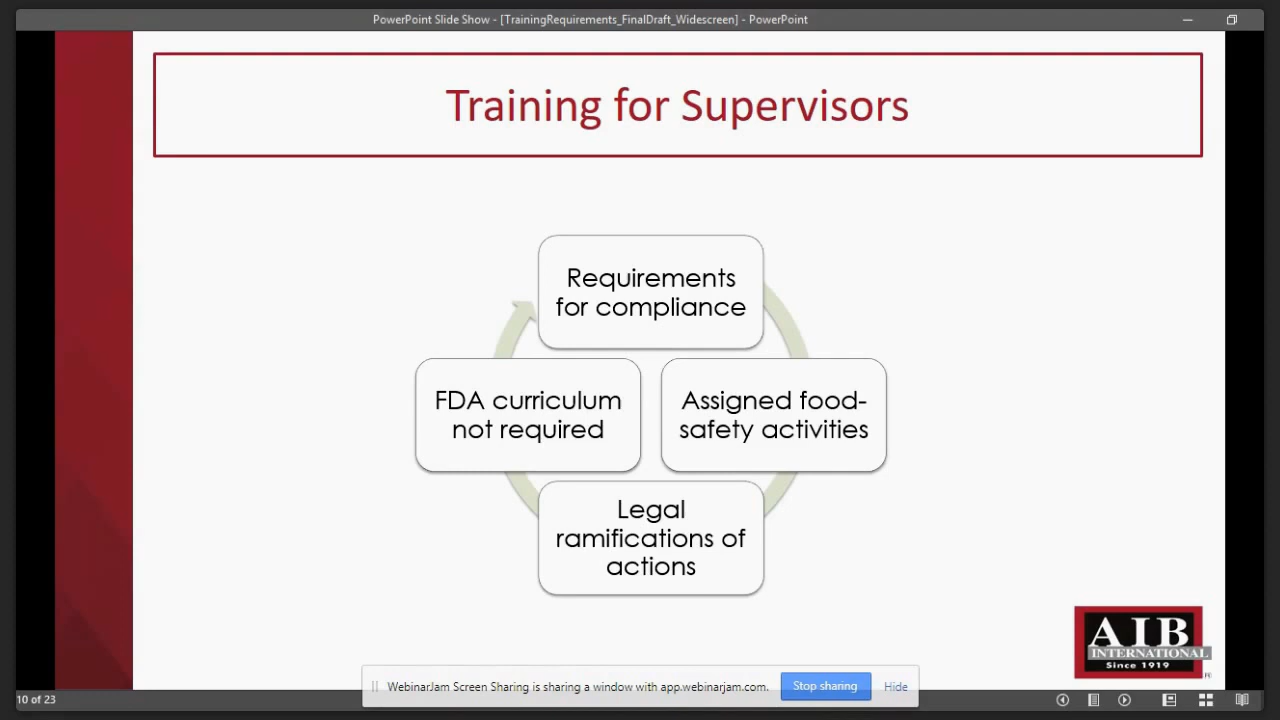 PowerPoint Slide Show - [TrainingRequirements_FinalDraft_Widescreen] - PowerPoint
Training for Supervisors
Requirements
for compliance
FDA curriculum
not required
Assigned food-
safety activities
Legal
ramifications of
actions
AIB
INTERNATIONAL
Since 1919
WebinarJam Screen Sharing is sharing a window with app.webinarjam.com.
Stop sharing
Hide
10 of 23